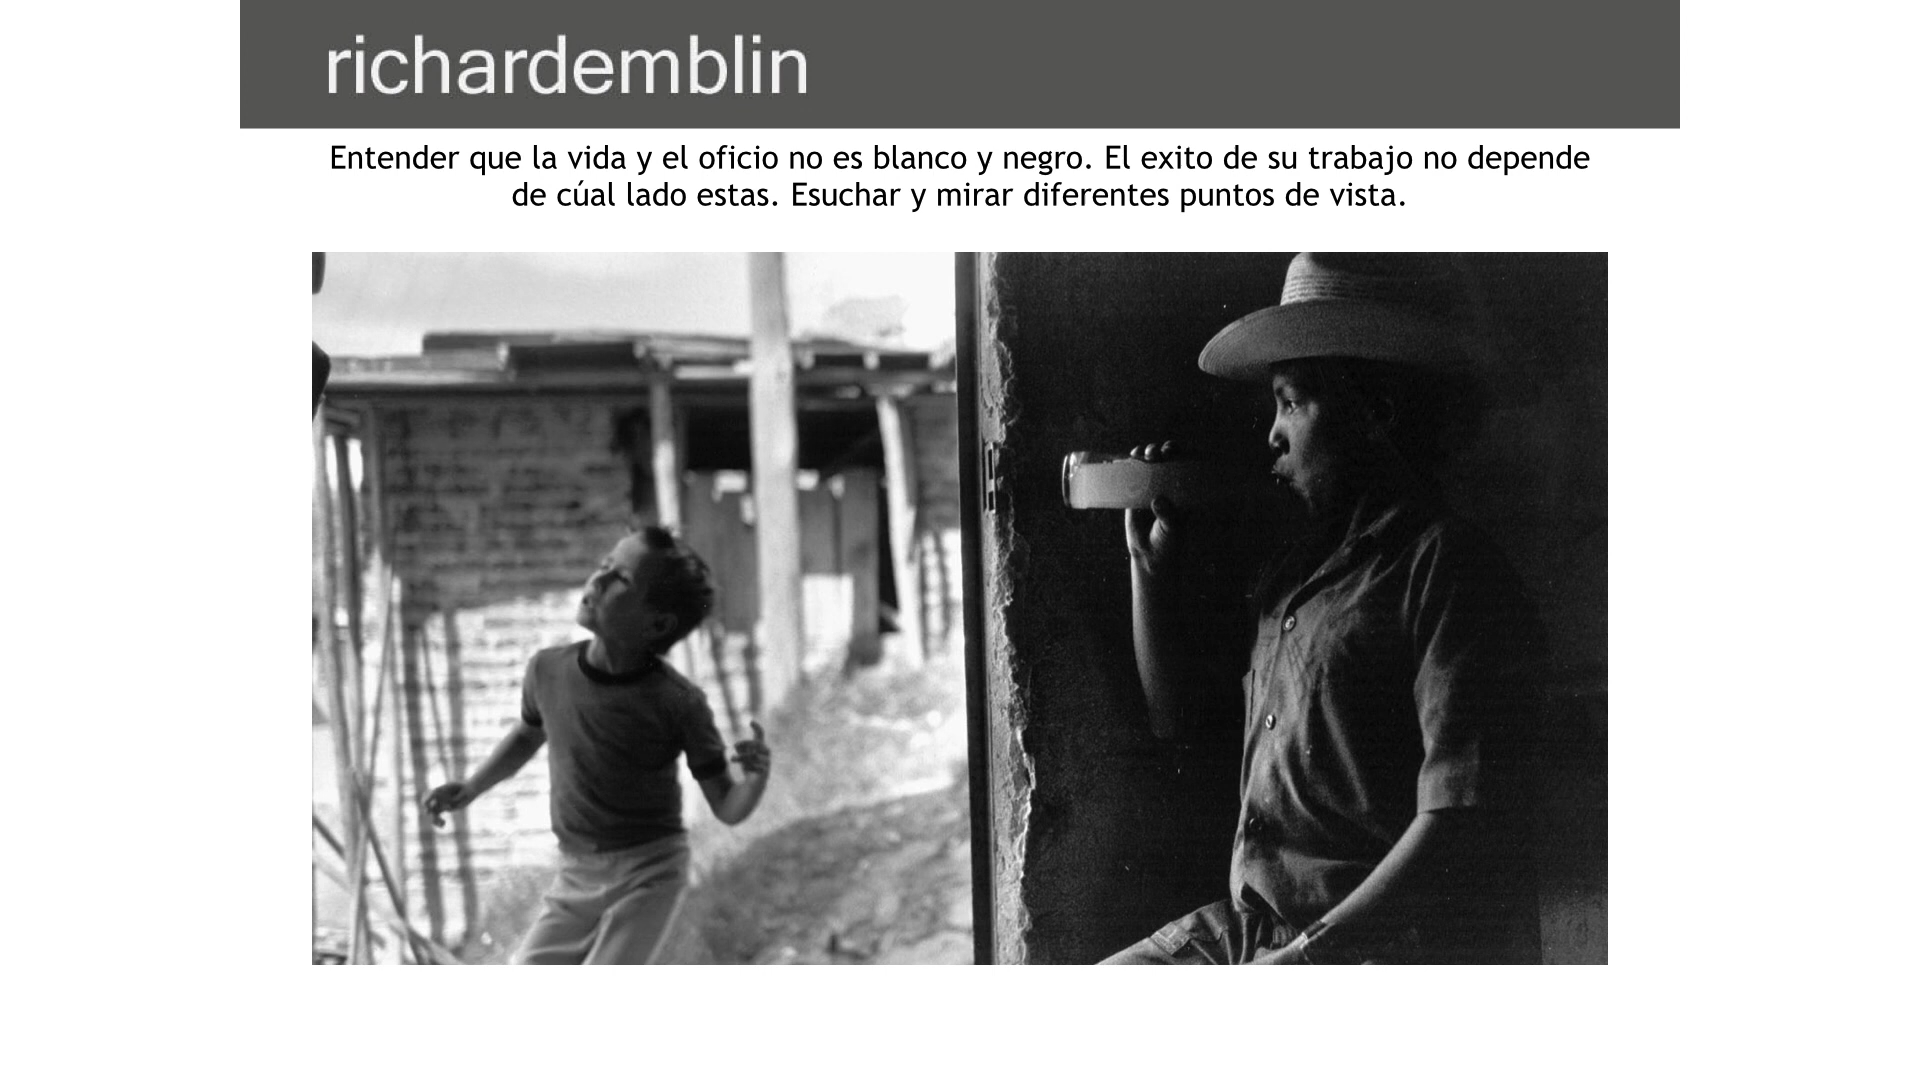 richardemblin
Entender que la vida y el oficio no es blanco y negro. El exito de su trabajo no depende
de cúal lado estas. Esuchar y mirar diferentes puntos de vista.